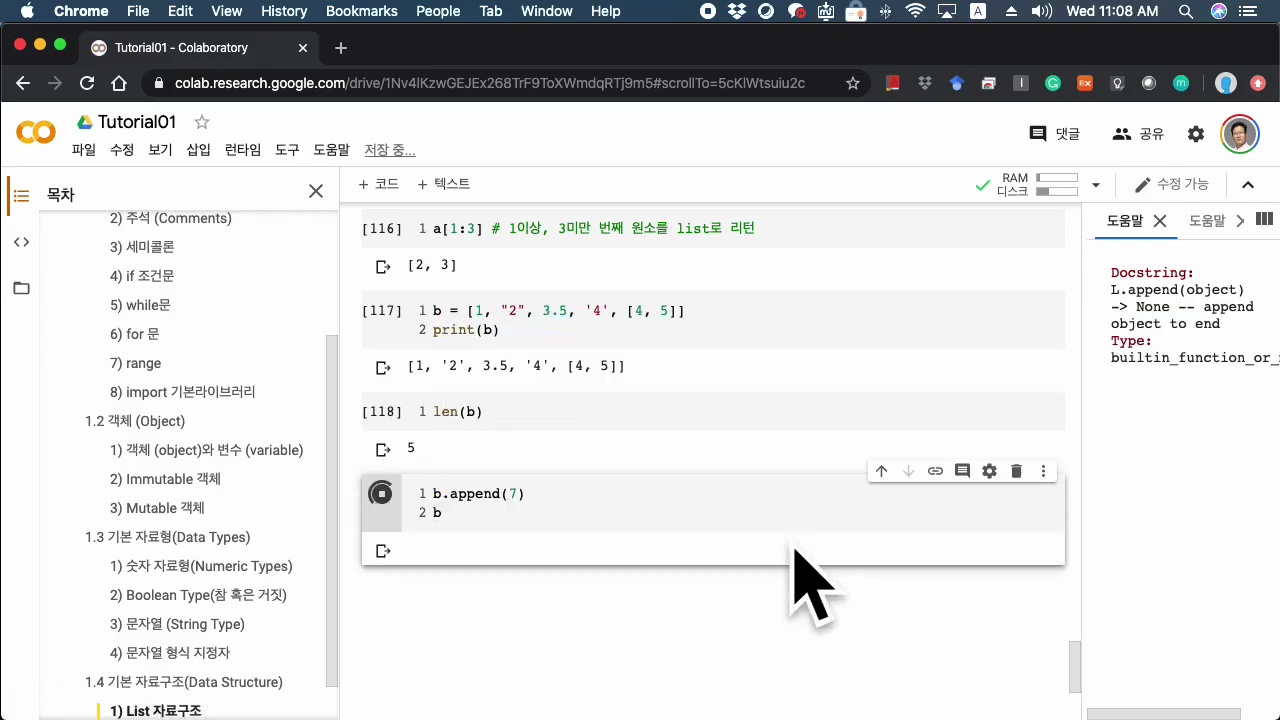 Chrome File Edit View History Bookmarks People Tab Window Help A Wed 11:08 AM
Tutorial01 - Colaboratory
colab.research.google.com/drive/1Nv4lKzwGEJEx268TrF9ToXWmdqRTj9m5#scrollTo=5cKlWtsuiu2c
Tutorial01
댓글 공유
파일 수정 보기 삽입 런타임 도구 도움말 저장 중...
목차
+ 코드 + 텍스트
RAM
디스크
수정 가능
2) 주석 (Comments)
3) 세미콜론
4) if 조건문
5) while문
6) for 문
7) range
8) import 기본라이브러리
1.2 객체 (Object)
1) 객체 (object)와 변수 (variable)
2) Immutable 객체
3) Mutable 객체
1.3 기본 자료형(Data Types)
1) 숫자 자료형(Numeric Types)
2) Boolean Type(참 혹은 거짓)
3) 문자열 (String Type)
4) 문자열 형식 지정자
1.4 기본 자료구조(Data Structure)
1) List 자료구조
[116] 1 a[1:3] # 1이상, 3미만 번째 원소를 list로 리턴
[2, 3]
[117] 1 b = [1, "2", 3.5, '4', [4, 5]]
2 print(b)
[1, '2', 3.5, '4', [4, 5]]
[118] 1 len(b)
5
1 b.append(7)
2 b
도움말 도움말
Docstring:
L.append(object)
-> None -- append
object to end
Type:
builtin_function_or_